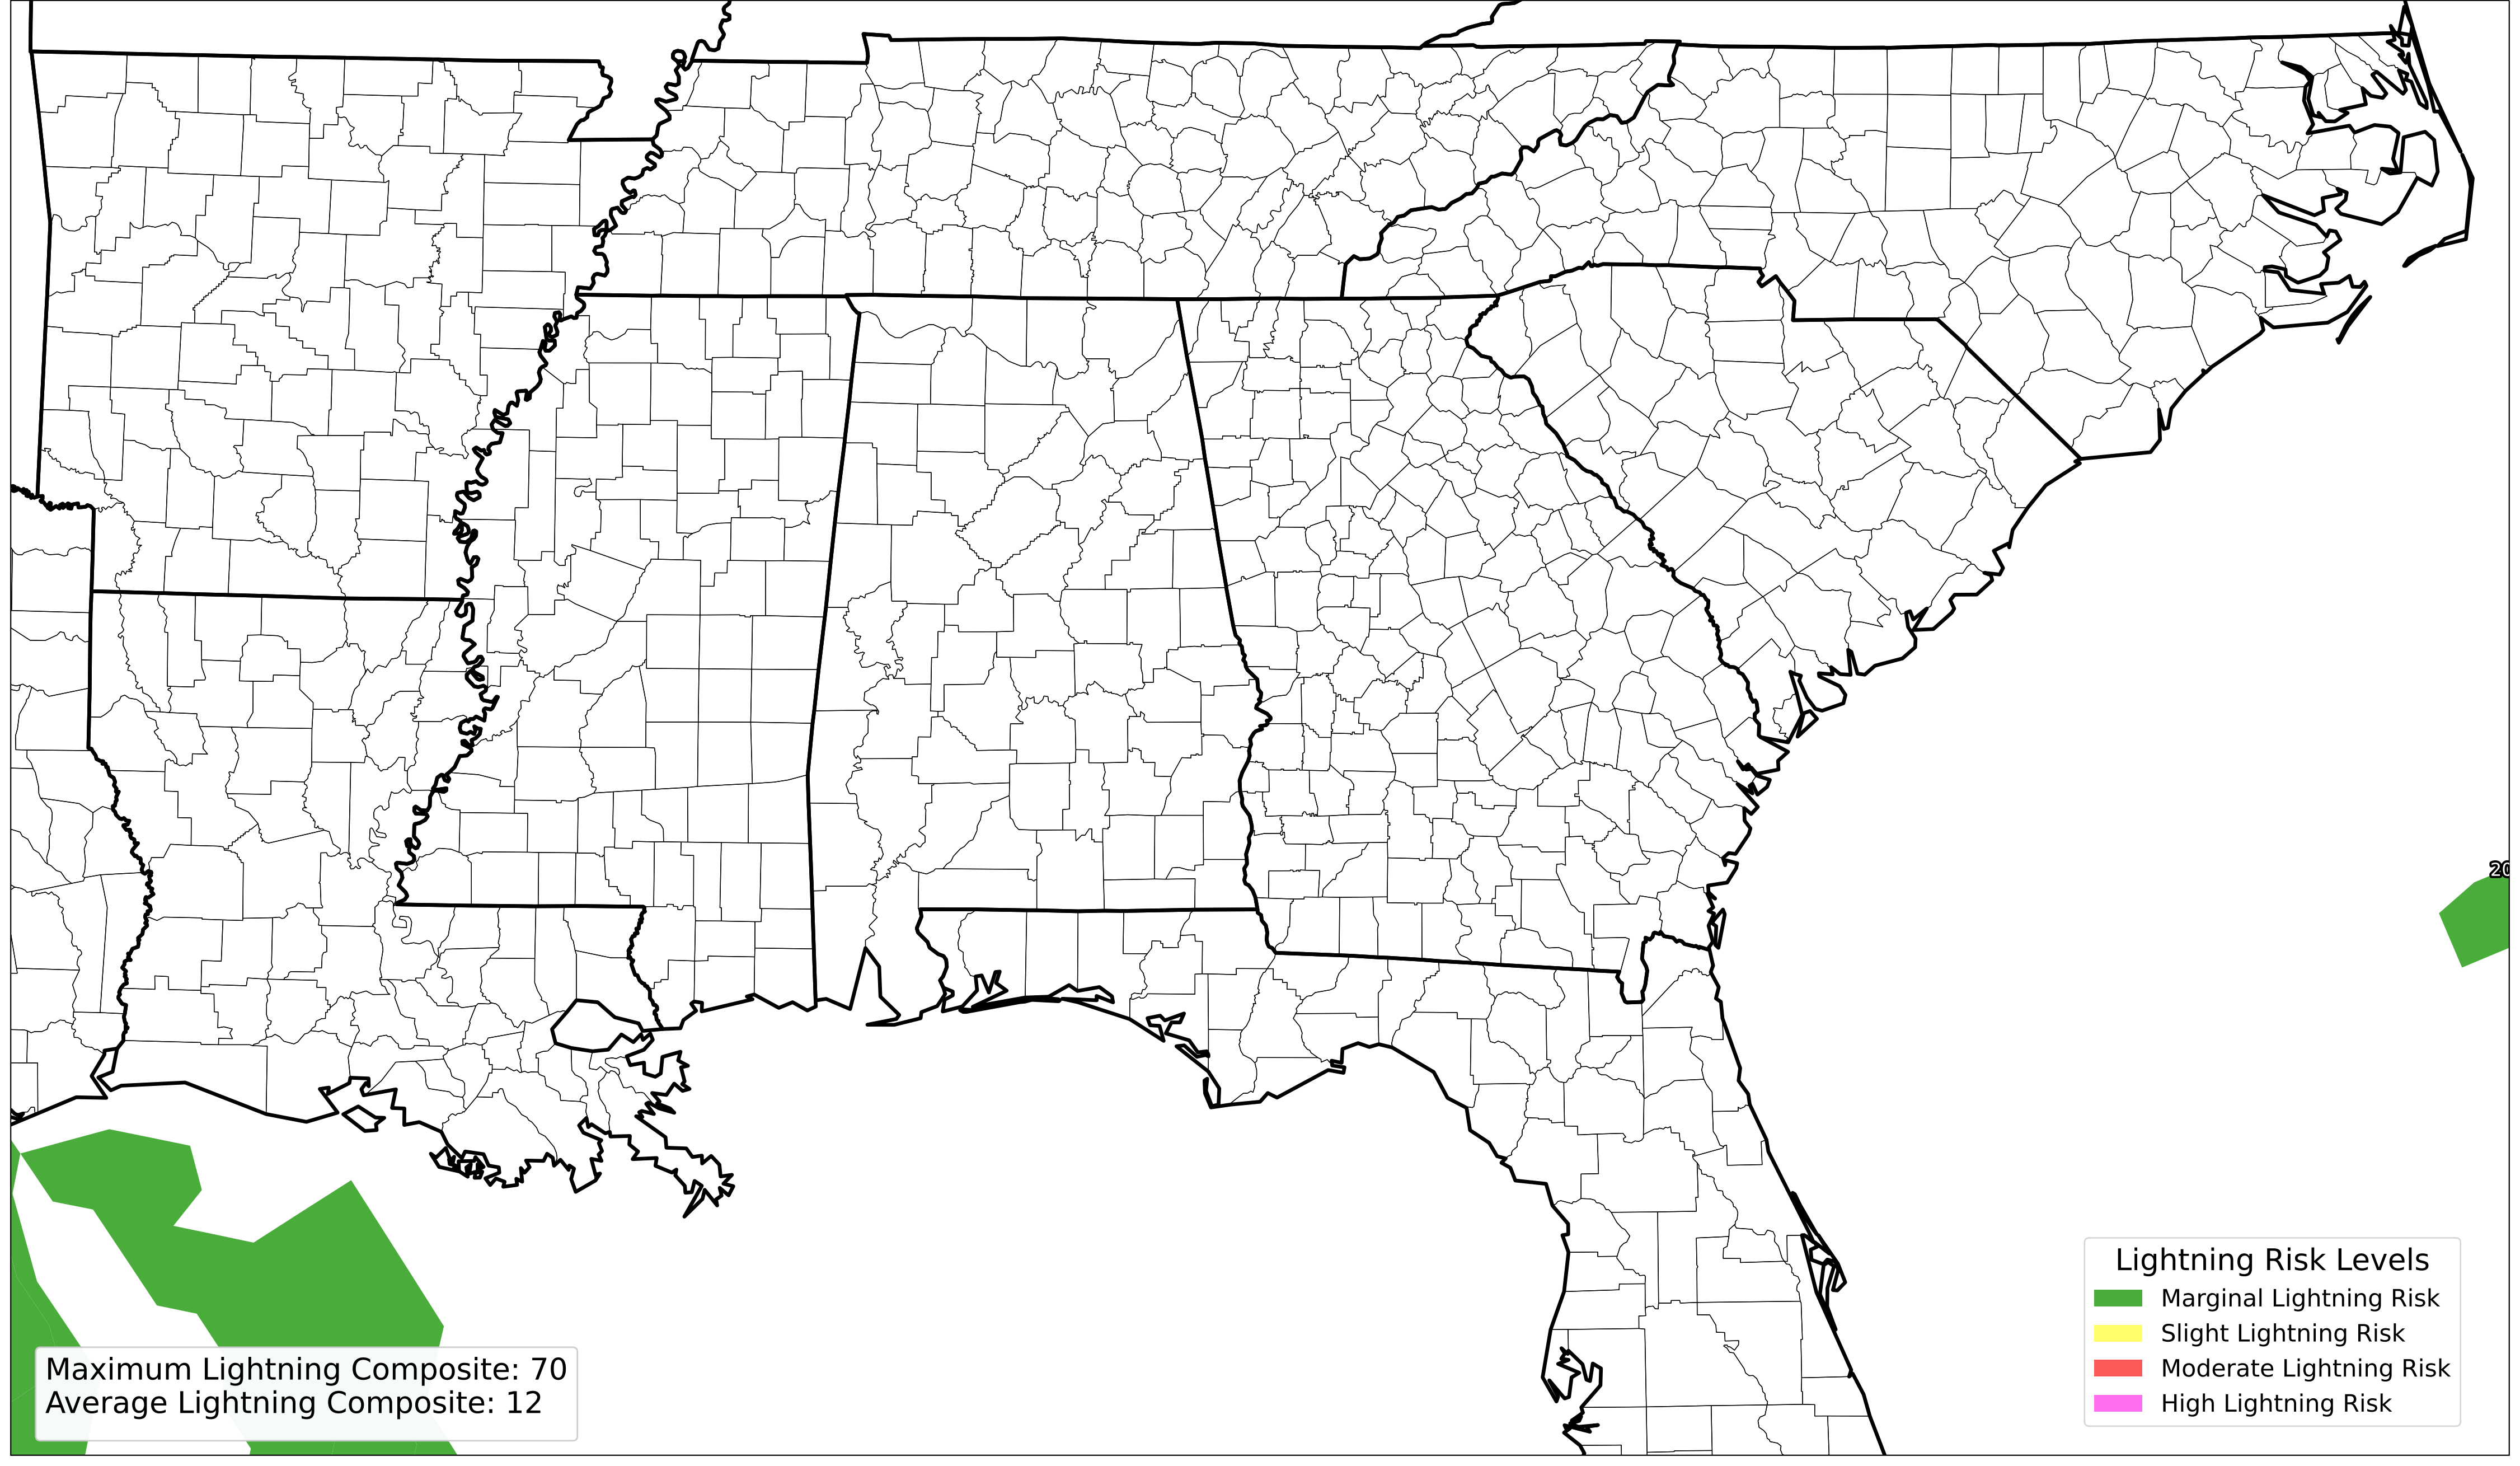 20
Lightning Risk Levels
Marginal Lightning Risk
Slight Lightning Risk
Moderate Lightning Risk
High Lightning Risk
Maximum Lightning Composite: 70
Average Lightning Composite: 12